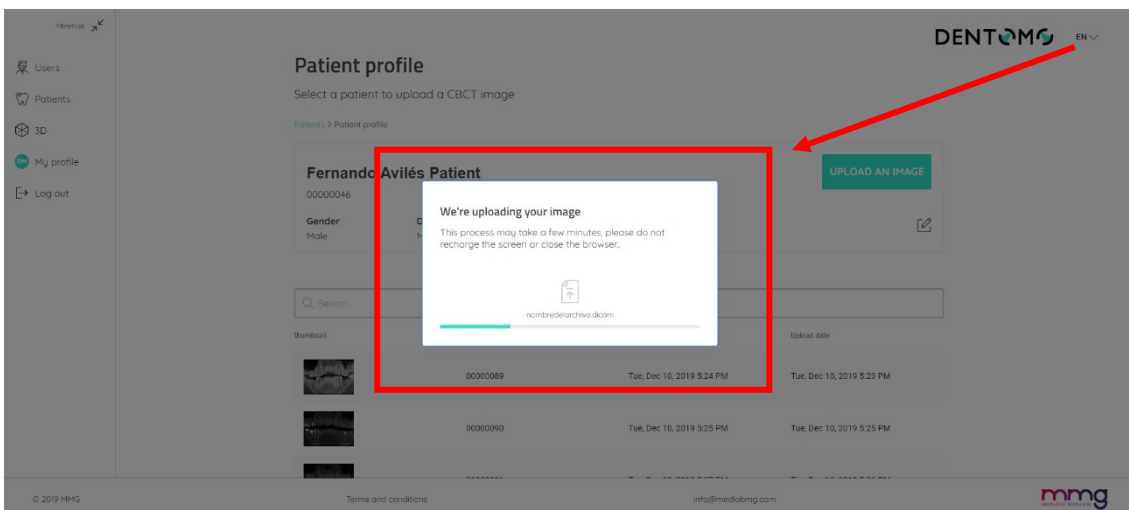 Minimize
DENTOMO
EN
Users
Patients
3D
DM My profile
Log out
Patient profile
Select a patient to upload a CBCT image
Patients > Patient profile
Fernando Avilés Patient
00000046
UPLOAD AN IMAGE
Gender
Male
We're uploading your image
This process may take a few minutes, please do not
recharge the screen or close the browser..
nombredelarchivo.dicom
Search
thumbnail
Upload date
00000089 Tue, Dec 10, 2019 5:24 PM Tue, Dec 10, 2019 5:23 PM
00000090 Tue, Dec 10, 2019 5:25 PM Tue, Dec 10, 2019 5:25 PM
© 2019 MMG
Terms and conditions
info@medlabmg.com
mmg